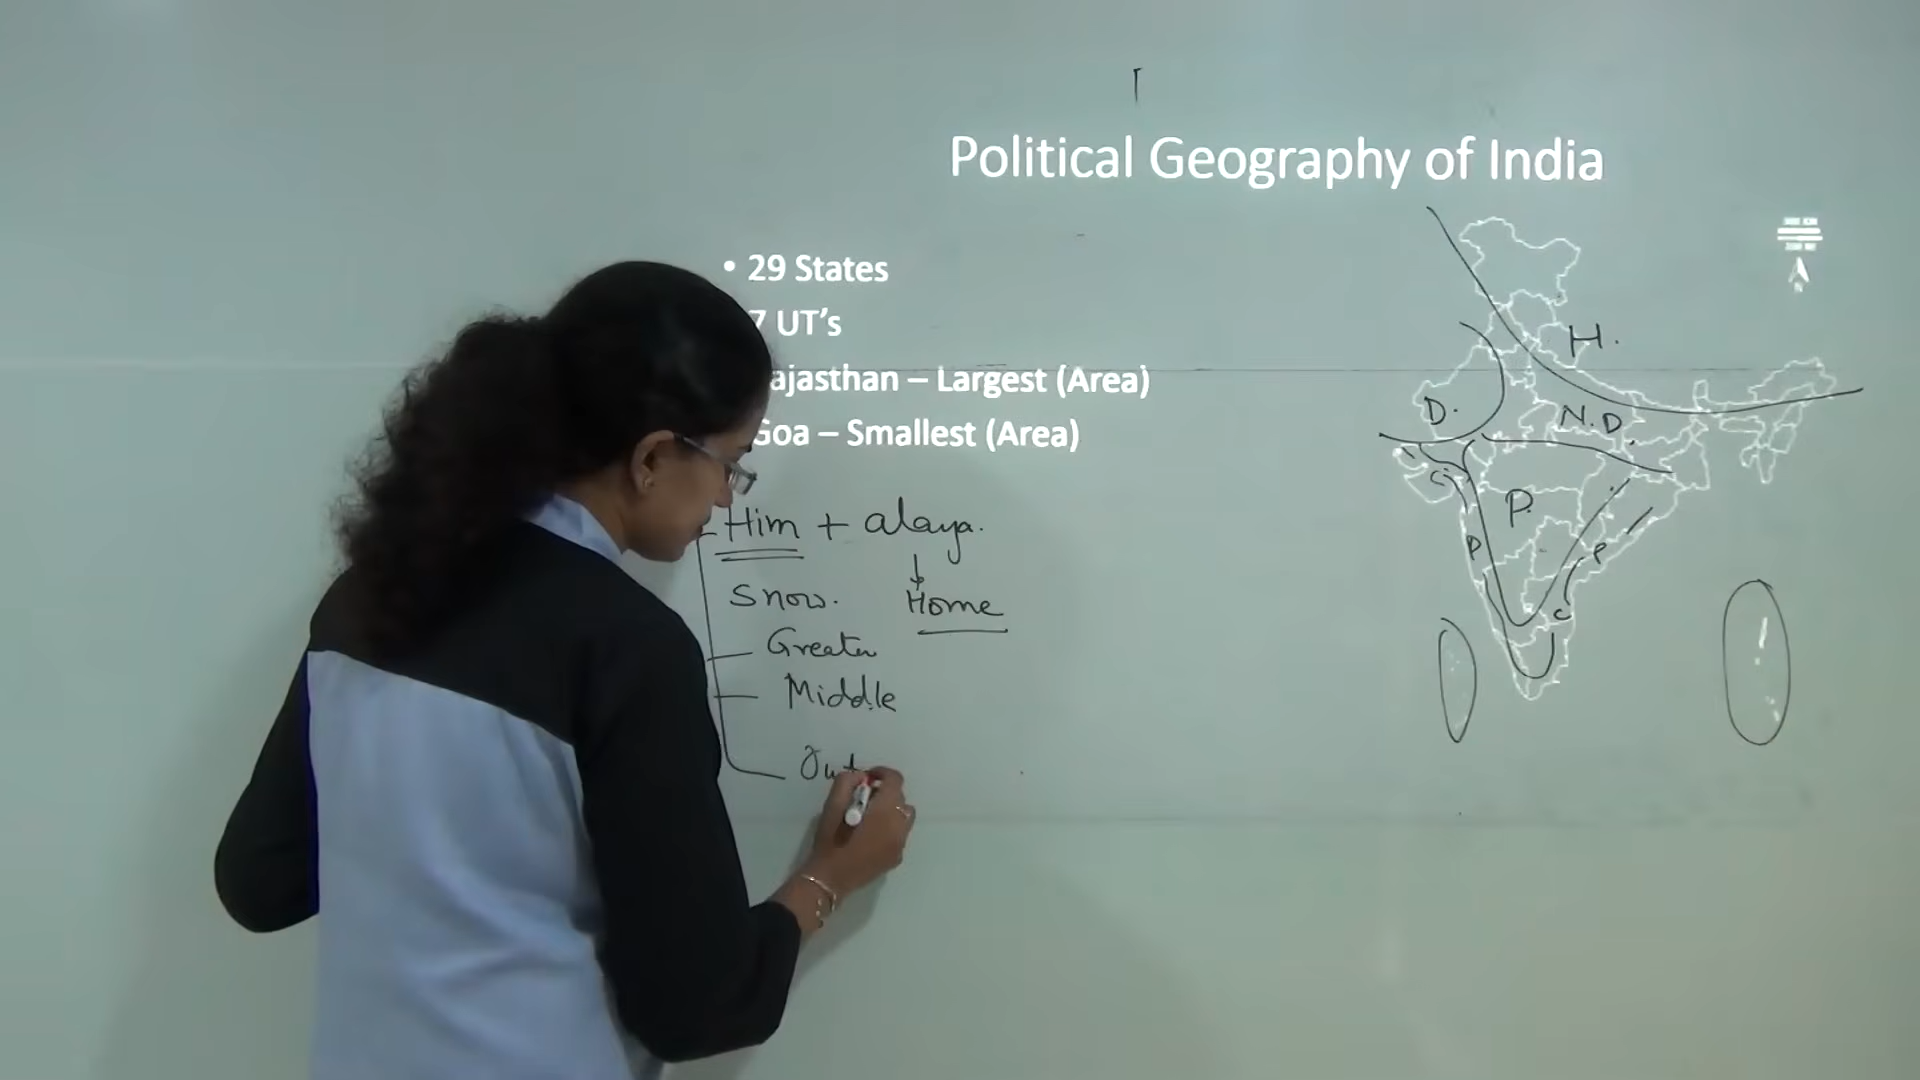 Political Geography of India
• 29 States
7 UT's
ajasthan – Largest (Area)
Goa – Smallest (Area)
Him + alaya.
Snow. Home
Greater
Middle
Out
H.
D. N.D.
C
P.
P P
C
N